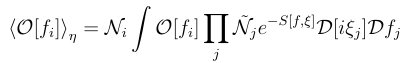 ⟨𝒪[f_i]⟩_η = 𝒩_i ∫ 𝒪[f_i] ∏_j 𝒩̃_j e^{-S[f,ξ]} 𝒟[iξ_j] 𝒟f_j